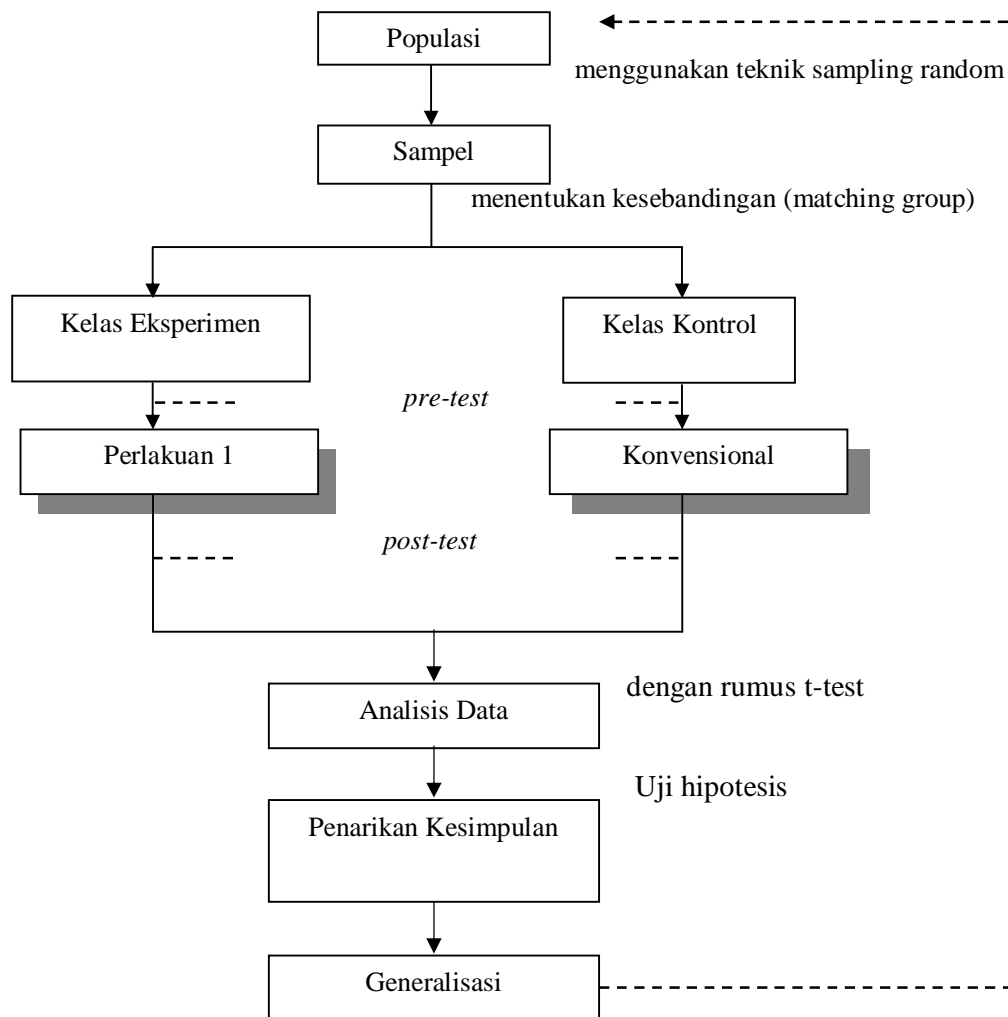 Populasi
menggunakan teknik sampling random
Sampel
menentukan kesebandingan (matching group)
Kelas Eksperimen
Kelas Kontrol
pre-test
Perlakuan 1
Konvensional
post-test
dengan rumus t-test
Analisis Data
Uji hipotesis
Penarikan Kesimpulan
Generalisasi